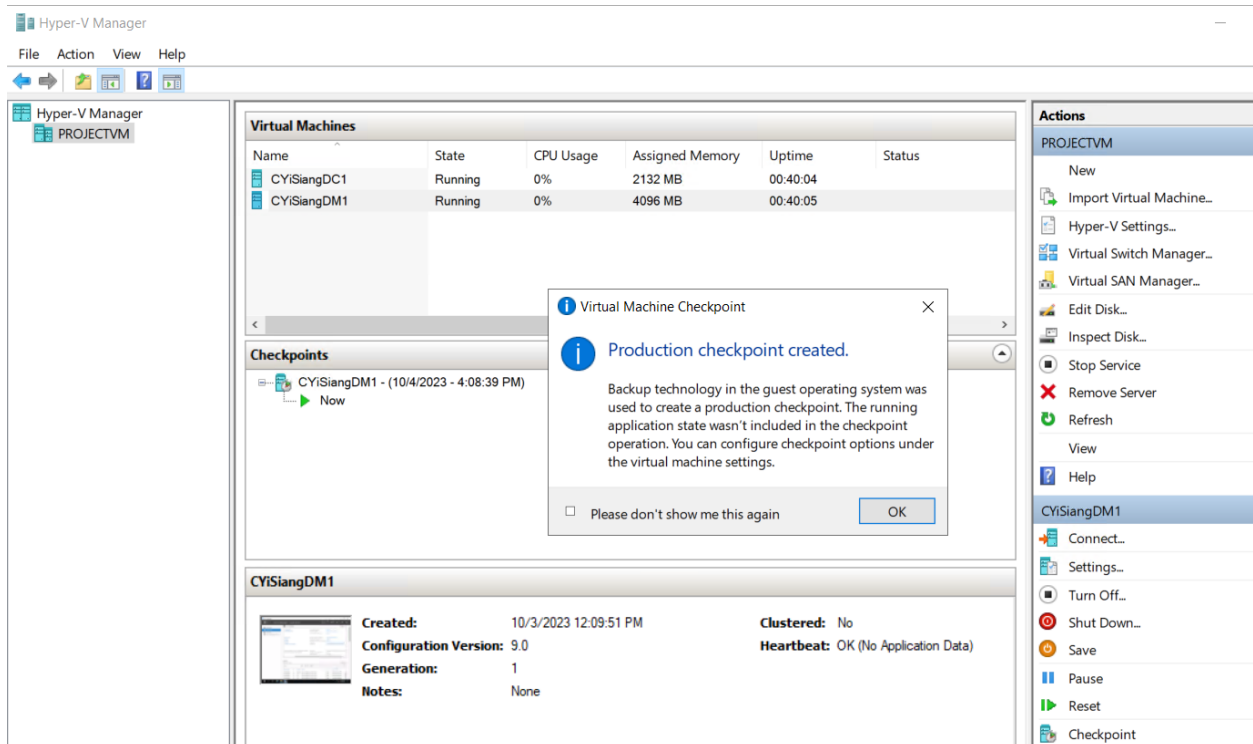 Hyper-V Manager
File Action View Help
Hyper-V Manager
PROJECTVM
Virtual Machines
Name State CPU Usage Assigned Memory Uptime Status
CYiSiangDC1 Running 0% 2132 MB 00:40:04
CYiSiangDM1 Running 0% 4096 MB 00:40:05
Checkpoints
CYiSiangDM1 - (10/4/2023 - 4:08:39 PM)
Now
Virtual Machine Checkpoint
Production checkpoint created.
Backup technology in the guest operating system was
used to create a production checkpoint. The running
application state wasn't included in the checkpoint
operation. You can configure checkpoint options under
the virtual machine settings.
Please don't show me this again
OK
CYiSiangDM1
Created: 10/3/2023 12:09:51 PM Clustered: No
Configuration Version: 9.0 Heartbeat: OK (No Application Data)
Generation: 1
Notes: None
Actions
PROJECTVM
New
Import Virtual Machine...
Hyper-V Settings...
Virtual Switch Manager...
Virtual SAN Manager...
Edit Disk...
Inspect Disk...
Stop Service
Remove Server
Refresh
View
Help
CYiSiangDM1
Connect...
Settings...
Turn Off...
Shut Down...
Save
Pause
Reset
Checkpoint